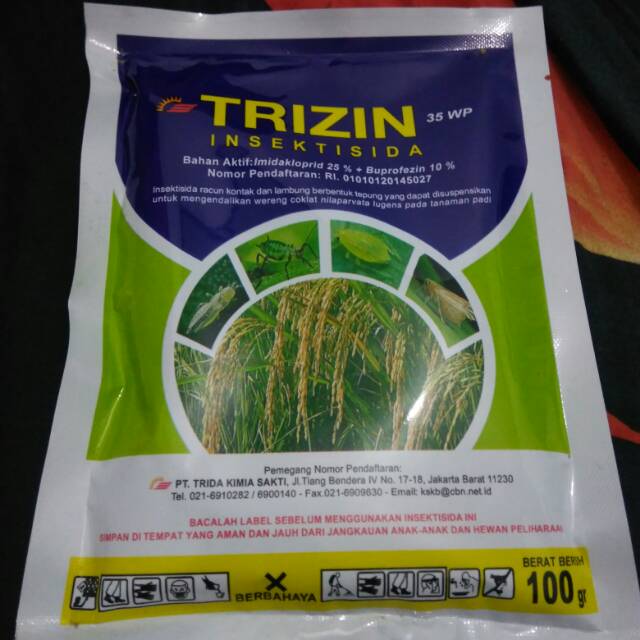 TRIZIN 35 WP
INSEKTISIDA
Bahan Aktif:Imidakloprid 25 % + Buprofezin 10 %
Nomor Pendaftaran: RI. 01010120145027
Insektisida racun kontak dan lambung berbentuk tepung yang dapat disuspensikan
untuk mengendalikan wereng coklat nilaparvata lugens pada tanaman padi
Pemegang Nomor Pendaftaran:
PT. TRIDA KIMIA SAKTI, Jl.Tiang Bendera IV No. 17-18, Jakarta Barat 11230
Tel. 021-6910282 / 6900140 - Fax.021-6909630 - Email: kskb@cbn.net.id
BACALAH LABEL SEBELUM MENGGUNAKAN INSEKTISIDA INI
SIMPAN DI TEMPAT YANG AMAN DAN JAUH DARI JANGKAUAN ANAK-ANAK DAN HEWAN PELIHARAAN
BERBAHAYA
BERAT BERIH
100 gr